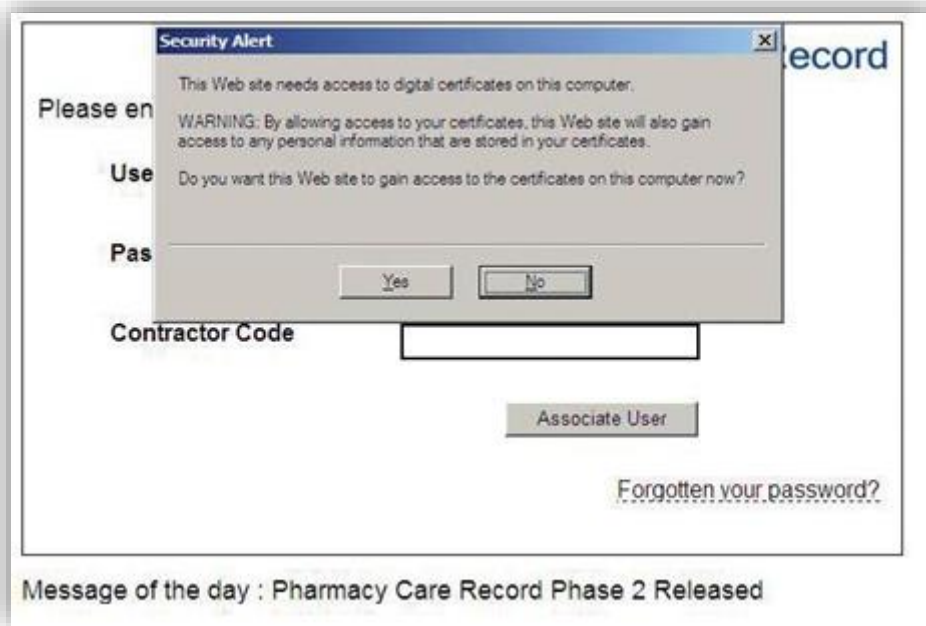 Security Alert
ecord
This Web site needs access to digital certificates on this computer.
Please en
WARNING: By allowing access to your certificates, this Web site will also gain
access to any personal information that are stored in your certificates.
Use
Do you want this Web site to gain access to the certificates on this computer now?
Pas
Yes
No
Contractor Code
Associate User
Forgotten your password?
Message of the day : Pharmacy Care Record Phase 2 Released